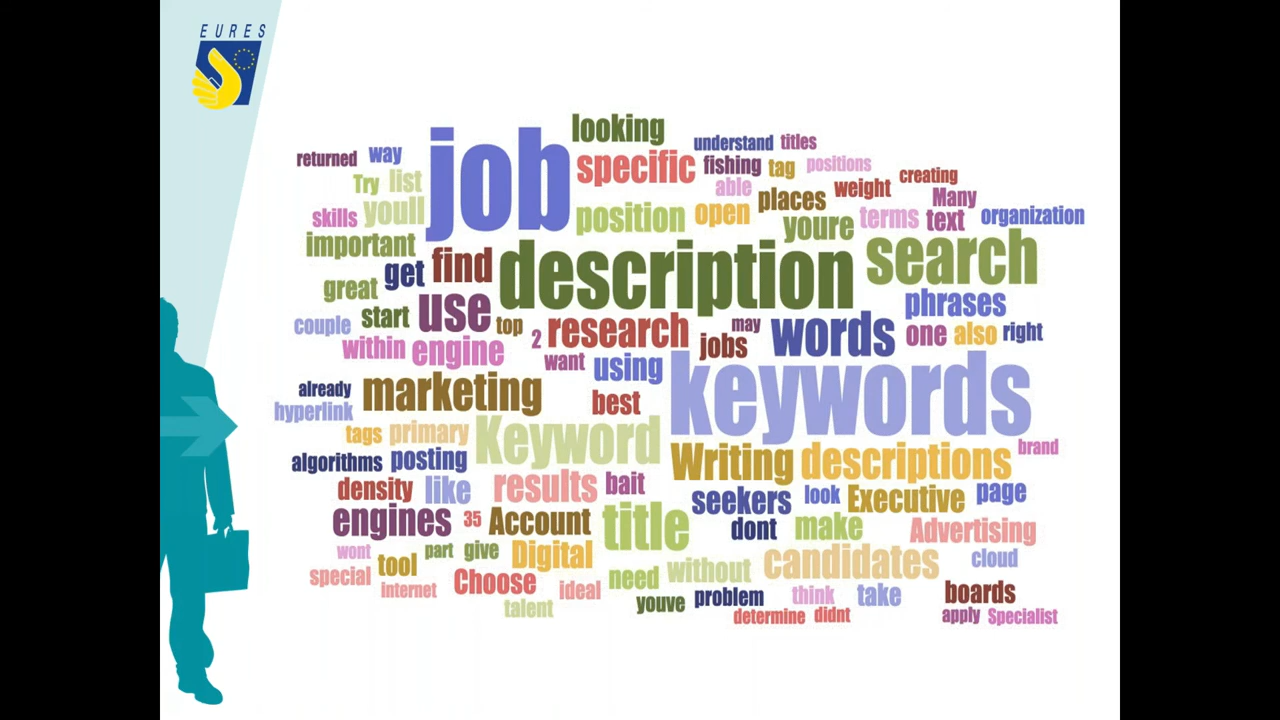 EURES
looking
understand titles
returned way job specific fishing tag positions
Try list able places weight creating
skills youll position open youre terms Many
text organization
important get find description search
great phrases
couple start use top 2 research jobs may words one also right
within engine want using keywords
already marketing best
hyperlink
tags primary Keyword brand
algorithms posting Writing descriptions
density like results bait seekers look Executive page
engines 35 Account title dont make Advertising
wont part give Digital candidates cloud
tool need without
special internet Choose ideal boards
talent youve problem think take
determine didnt apply Specialist